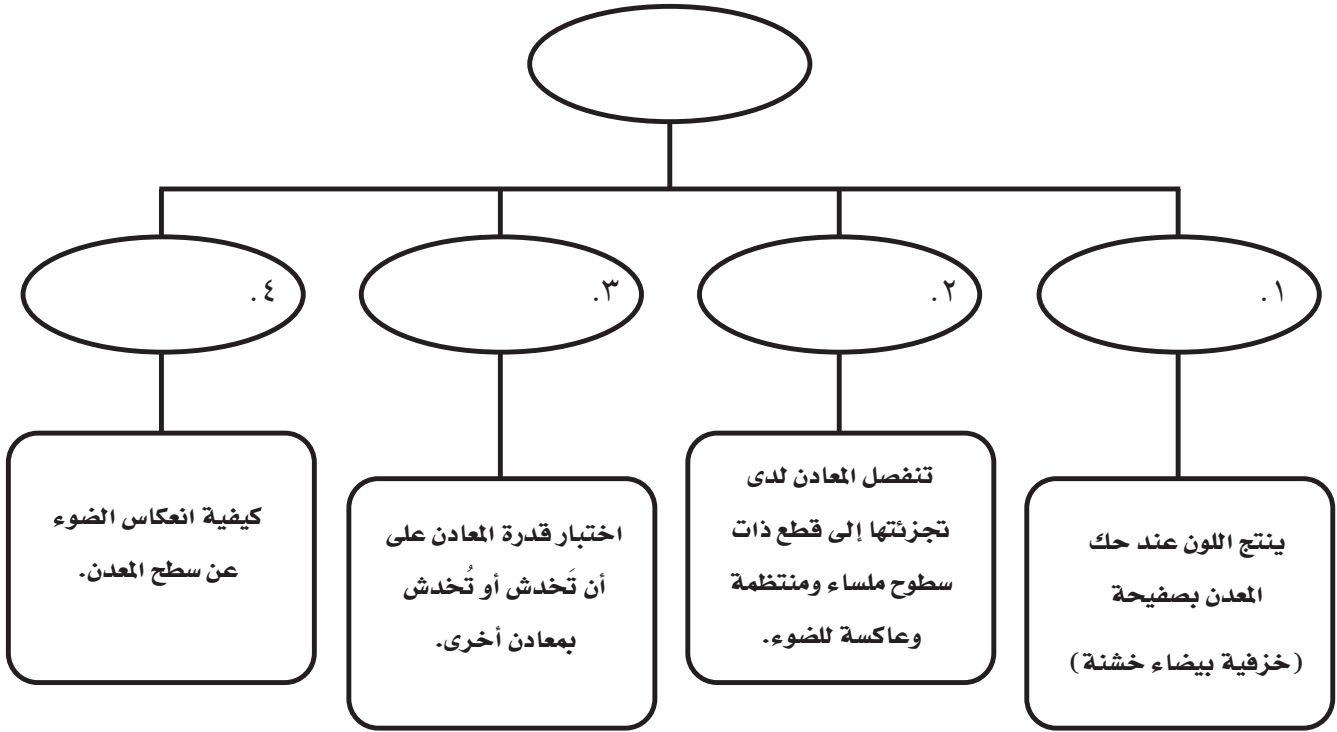 ١.
٢.
٣.
٤.
ينتج اللون عند حك
المعدن بصفيحة
(خزفية بيضاء خشنة)
تنفصل المعادن لدى
تجزئتها إلى قطع ذات
سطوح ملساء ومنتظمة
وعاكسة للضوء.
اختبار قدرة المعادن على
أن تَخدش أو تُخدش
بمعادن أخرى.
كيفية انعكاس الضوء
عن سطح المعدن.